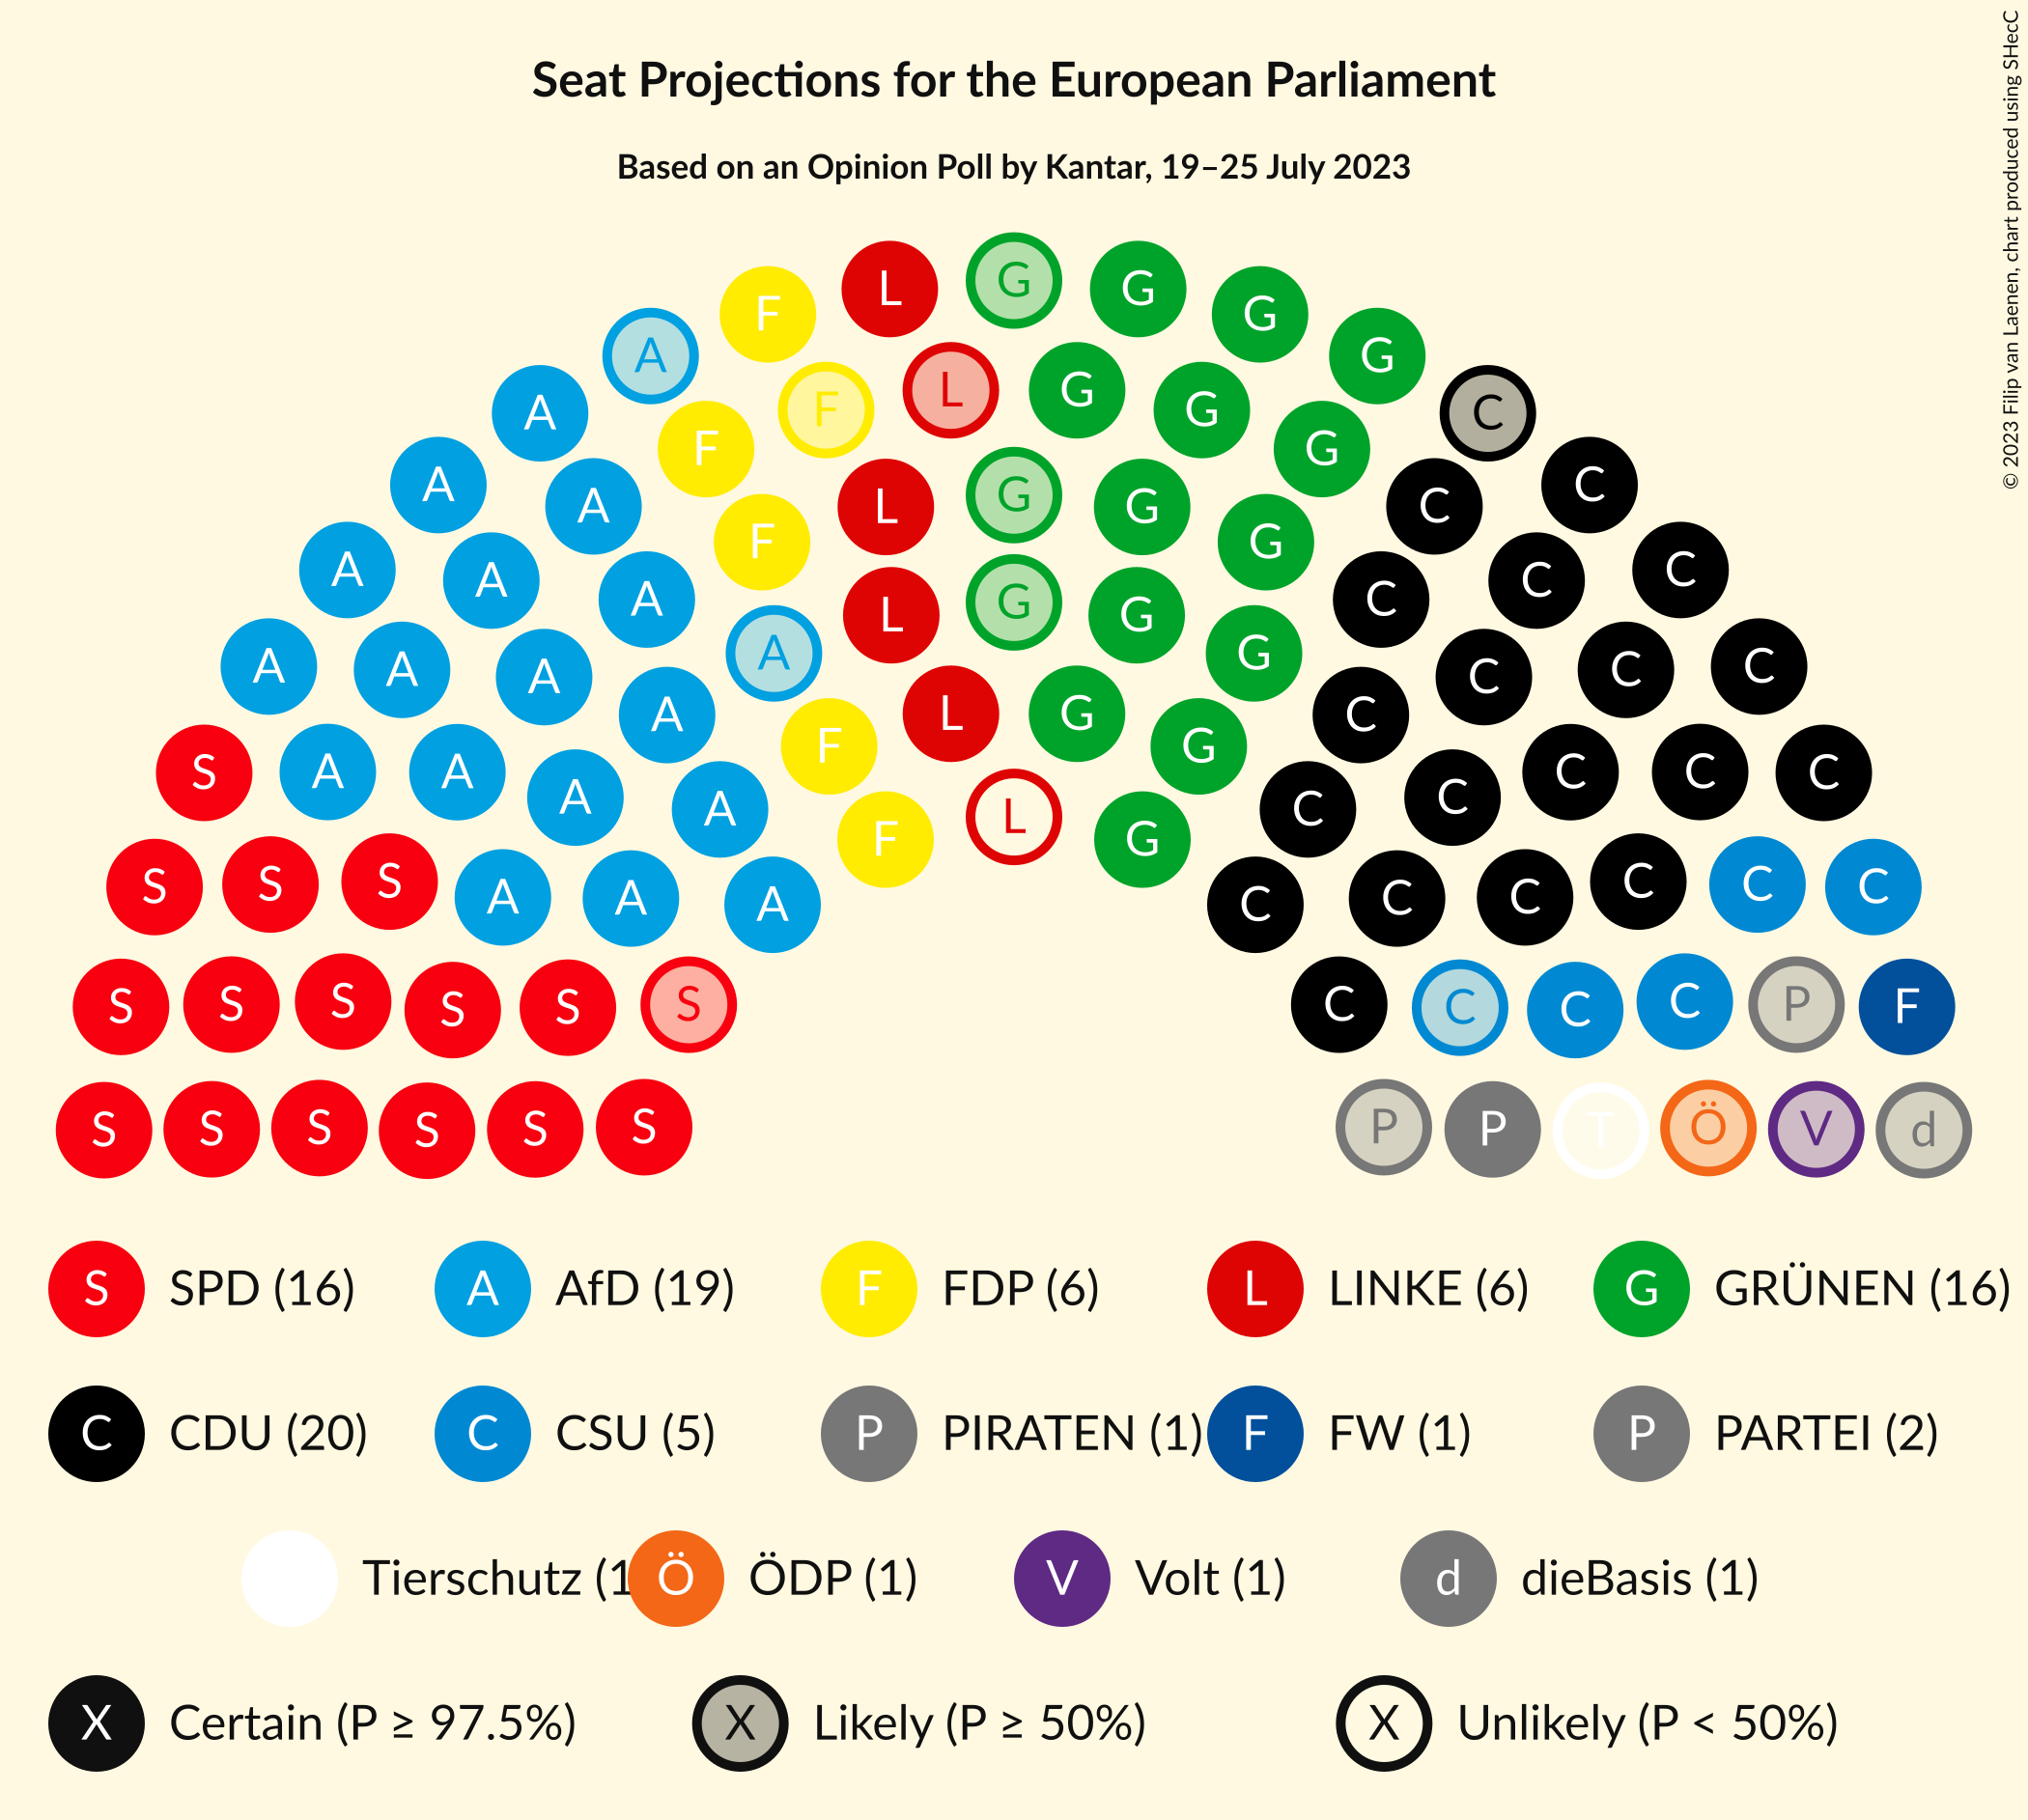 Seat Projections for the European Parliament
Based on an Opinion Poll by Kantar, 19–25 July 2023
© 2023 Filip van Laenen, chart produced using SHecC
L G G
F G
A G
A F L G G C
F G
A A L G G C C
F G
A A A L G G C C C
A A A A G C C C
A L G C
F G
S A A A A C C C C C
F L G
S S S A A A C C C C C C
S S S S S S C C C C P F
S S S S S S P P T Ö V d
S SPD (16) A AfD (19) F FDP (6) L LINKE (6) G GRÜNEN (16)
C CDU (20) C CSU (5) P PIRATEN (1) F FW (1) P PARTEI (2)
Tierschutz (1 Ö ÖDP (1) V Volt (1) d dieBasis (1)
X Certain (P ≥ 97.5%) X Likely (P ≥ 50%) X Unlikely (P < 50%)